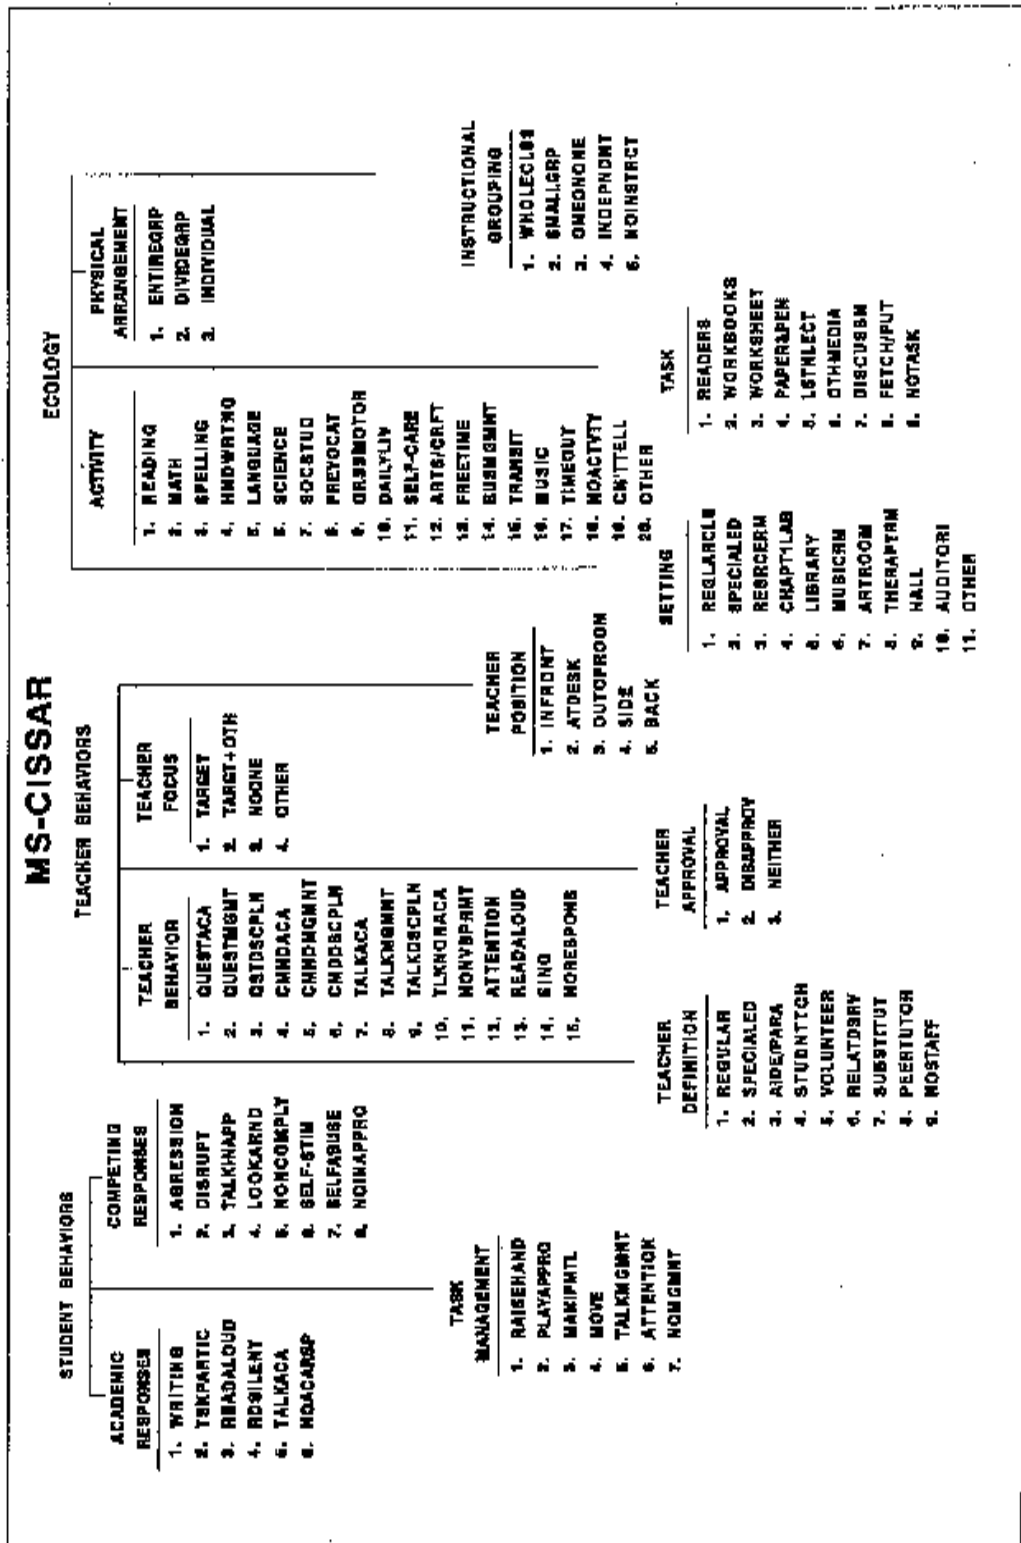 MS-CISSAR
STUDENT BEHAVIORS
ACADEMIC
RESPONSES
1. WRITING
2. TSKPARTIC
3. READALOUD
4. RDSILENT
5. TALKACA
6. NOACARSP
COMPETING
RESPONSES
1. AGRESSION
2. DISRUPT
3. TALKINAPP
4. LOOKARND
5. NONCOMPLY
6. SELF-STIM
7. SELFABUSE
8. NOINAPPRO
TASK
MANAGEMENT
1. RAISEHAND
2. PLAYAPPRO
3. MANIPMTL
4. MOVE
5. TALKMGMNT
6. ATTENTION
7. NOMGMNT
TEACHER BEHAVIORS
TEACHER
BEHAVIOR
1. QUESTACA
2. QUESTMGMT
3. QSTDSCPLN
4. CMNDACA
5. CMNDMGMNT
6. CMDDSCPLN
7. TALKACA
8. TALKMGMNT
9. TALKDSCPLN
10. TLKNONACA
11. NONVBPRMT
12. ATTENTION
13. READALOUD
14. SING
15. NORESPONS
TEACHER
FOCUS
1. TARGET
2. TARGT+OTH
3. NOONE
4. OTHER
TEACHER
DEFINITION
1. REGULAR
2. SPECIALED
3. AIDE/PARA
4. STUDNTTCH
5. VOLUNTEER
6. RELATDSRV
7. SUBSTITUT
8. PEERTUTOR
9. NOSTAFF
TEACHER
APPROVAL
1. APPROVAL
2. DISAPPROV
3. NEITHER
TEACHER
POSITION
1. INFRONT
2. ATDESK
3. OUTOFROOM
4. SIDE
5. BACK
ECOLOGY
ACTIVITY
1. READING
2. MATH
3. SPELLING
4. HNDWRTNG
5. LANGUAGE
6. SCIENCE
7. SOCSTUD
8. PREVOCAT
9. GRSSMOTOR
10. DAILYLIV
11. SELF-CARE
12. ARTS/CRFT
13. FREETIME
14. BUSMGMNT
15. TRANSIT
16. MUSIC
17. TIMEOUT
18. NOACTVTY
19. CN'TTELL
20. OTHER
PHYSICAL
ARRANGEMENT
1. ENTIREGRP
2. DIVIDEGRP
3. INDIVIDUAL
SETTING
1. REGLARCLS
2. SPECIALED
3. RESRCERM
4. CHAPT1LAB
5. LIBRARY
6. MUSICRM
7. ARTROOM
8. THERAPYRM
9. HALL
10. AUDITORI
11. OTHER
TASK
1. READERS
2. WORKBOOKS
3. WORKSHEET
4. PAPER&PEN
5. LSTNLECT
6. OTHMEDIA
7. DISCUSSN
8. FETCH/PUT
9. NOTASK
INSTRUCTIONAL
GROUPING
1. WHOLECLSS
2. SMALLGRP
3. ONEONONE
4. INDEPNDNT
5. NOINSTRCT